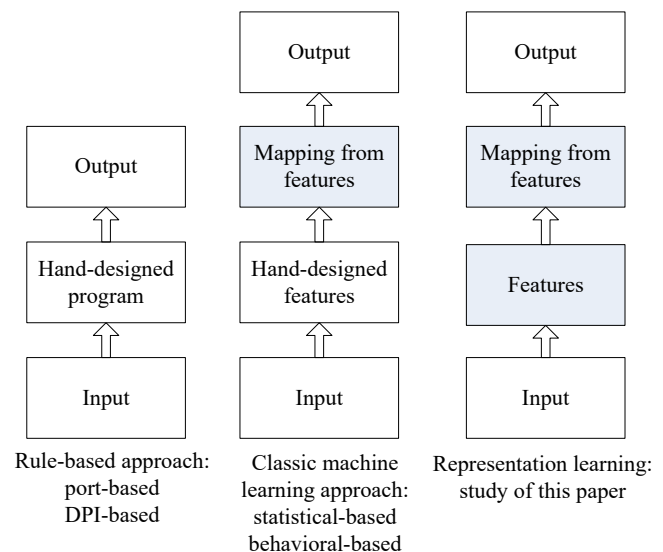 Output
Hand-designed
program
Input
Rule-based approach:
port-based
DPI-based
Output
Mapping from
features
Hand-designed
features
Input
Classic machine
learning approach:
statistical-based
behavioral-based
Output
Mapping from
features
Features
Input
Representation learning:
study of this paper